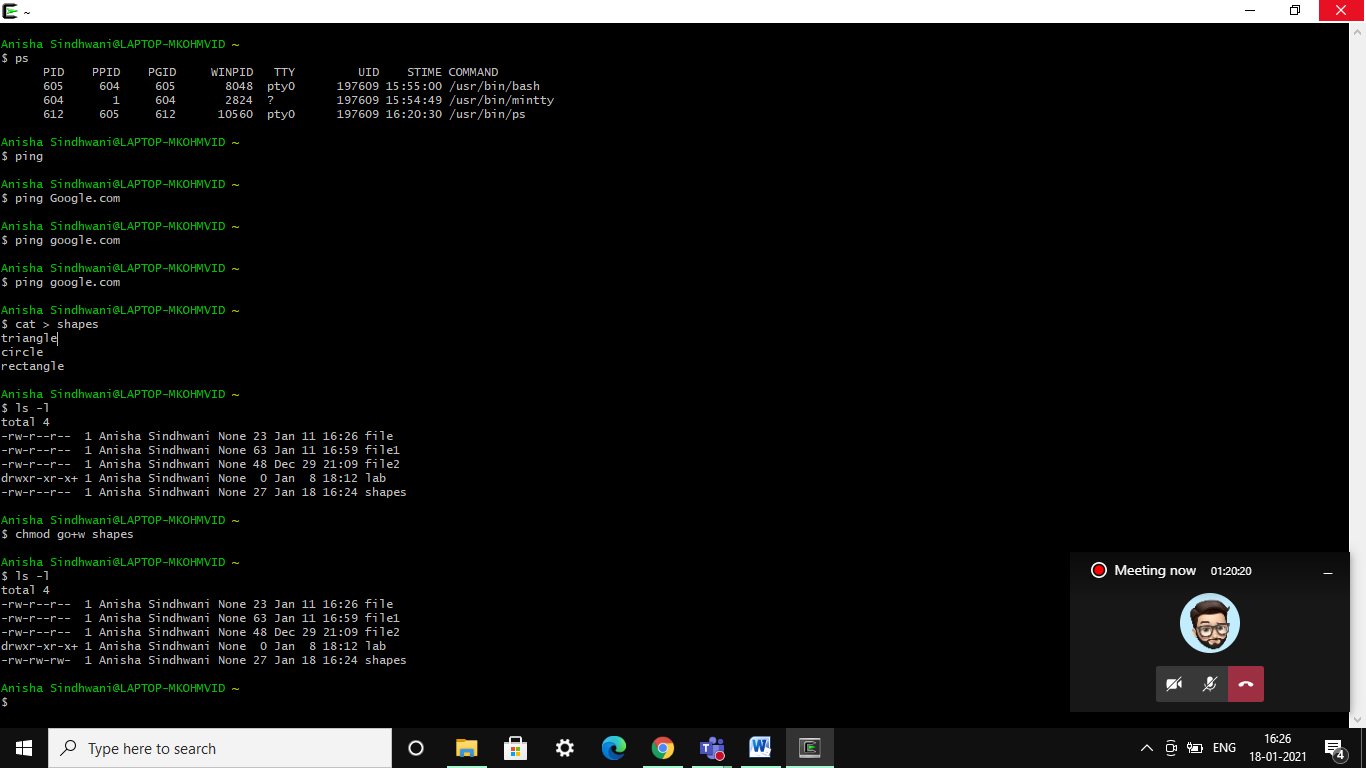 ~
Anisha Sindhwani@LAPTOP-MKOHMVID ~
$ ps
PID PPID PGID WINPID TTY UID STIME COMMAND
605 604 605 8048 pty0 197609 15:55:00 /usr/bin/bash
604 1 604 2824 ? 197609 15:54:49 /usr/bin/mintty
612 605 612 10560 pty0 197609 16:20:30 /usr/bin/ps
Anisha Sindhwani@LAPTOP-MKOHMVID ~
$ ping
Anisha Sindhwani@LAPTOP-MKOHMVID ~
$ ping Google.com
Anisha Sindhwani@LAPTOP-MKOHMVID ~
$ ping google.com
Anisha Sindhwani@LAPTOP-MKOHMVID ~
$ ping google.com
Anisha Sindhwani@LAPTOP-MKOHMVID ~
$ cat > shapes
triangle
circle
rectangle
Anisha Sindhwani@LAPTOP-MKOHMVID ~
$ ls -l
total 4
-rw-r--r-- 1 Anisha Sindhwani None 23 Jan 11 16:26 file
-rw-r--r-- 1 Anisha Sindhwani None 63 Jan 11 16:59 file1
-rw-r--r-- 1 Anisha Sindhwani None 48 Dec 29 21:09 file2
drwxr-xr-x+ 1 Anisha Sindhwani None 0 Jan 8 18:12 lab
-rw-r--r-- 1 Anisha Sindhwani None 27 Jan 18 16:24 shapes
Anisha Sindhwani@LAPTOP-MKOHMVID ~
$ chmod go+w shapes
Anisha Sindhwani@LAPTOP-MKOHMVID ~
$ ls -l
total 4
-rw-r--r-- 1 Anisha Sindhwani None 23 Jan 11 16:26 file
-rw-r--r-- 1 Anisha Sindhwani None 63 Jan 11 16:59 file1
-rw-r--r-- 1 Anisha Sindhwani None 48 Dec 29 21:09 file2
drwxr-xr-x+ 1 Anisha Sindhwani None 0 Jan 8 18:12 lab
-rw-rw-rw- 1 Anisha Sindhwani None 27 Jan 18 16:24 shapes
Anisha Sindhwani@LAPTOP-MKOHMVID ~
$
Meeting now 01:20:20
Type here to search
ENG
16:26
18-01-2021
4